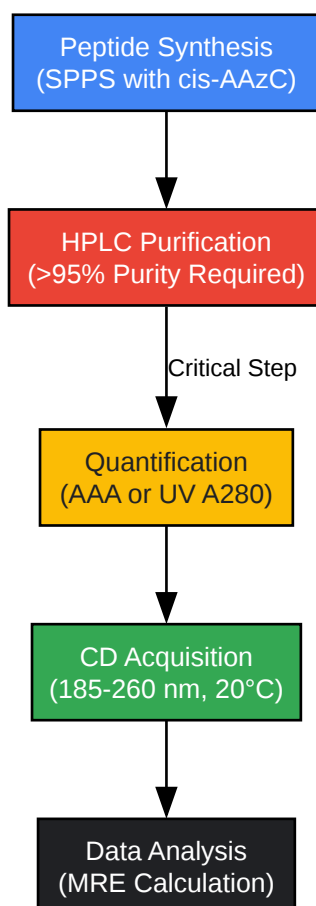 Peptide Synthesis
(SPPS with cis-AAzC)
HPLC Purification
(>95% Purity Required)
Critical Step
Quantification
(AAA or UV A280)
CD Acquisition
(185-260 nm, 20°C)
Data Analysis
(MRE Calculation)